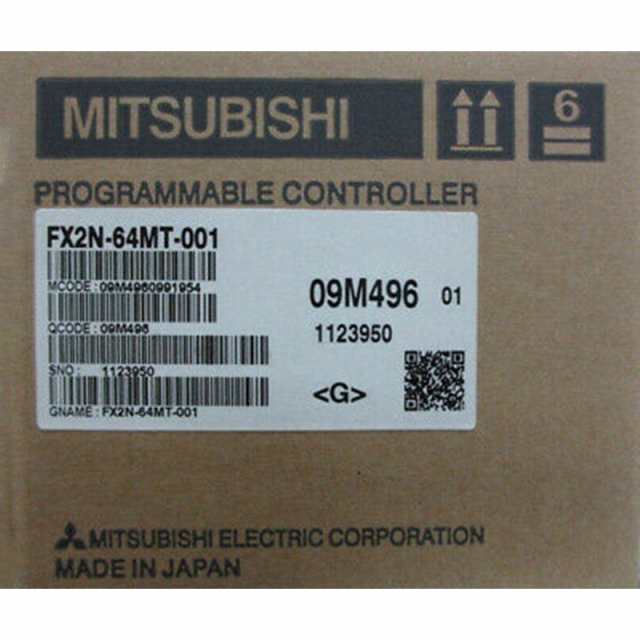 MITSUBISHI
6
PROGRAMMABLE CONTROLLER
FX2N-64MT-001
MCODE : 09M4960991954
QCODE : 09M496
SNO : 1123950
GNAME : FX2N-64MT-001
09M496 01
1123950
<G>
MITSUBISHI ELECTRIC CORPORATION
MADE IN JAPAN